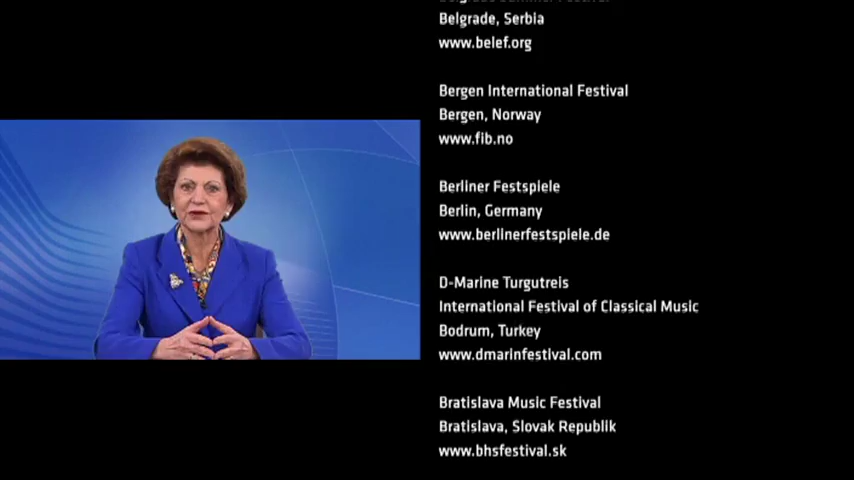 Belgrade, Serbia
www.belef.org
Bergen International Festival
Bergen, Norway
www.fib.no
Berliner Festspiele
Berlin, Germany
www.berlinerfestspiele.de
D-Marine Turgutreis
International Festival of Classical Music
Bodrum, Turkey
www.dmarinfestival.com
Bratislava Music Festival
Bratislava, Slovak Republik
www.bhsfestival.sk